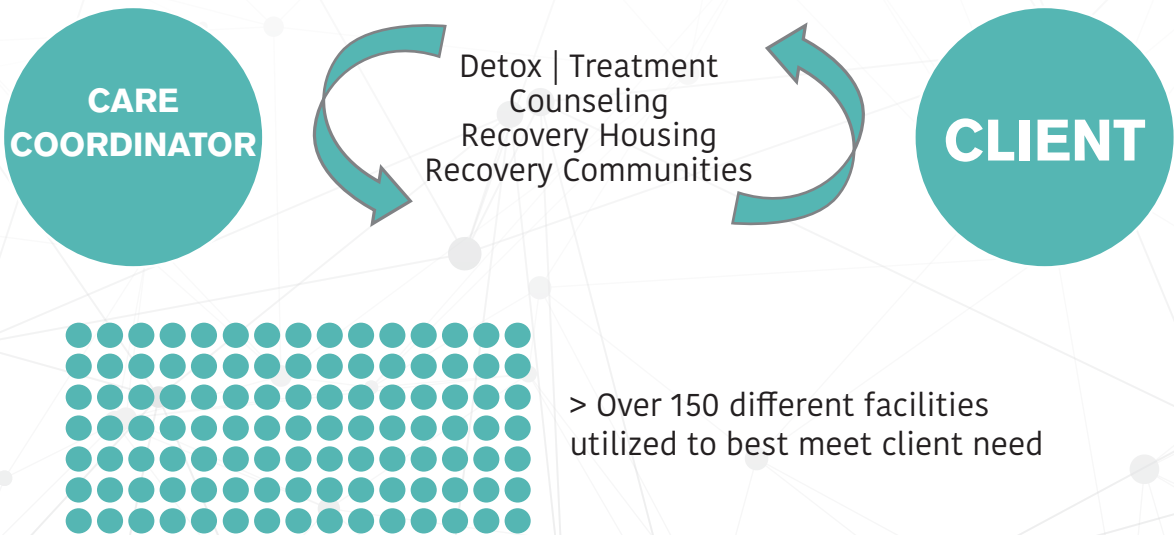 CARE
COORDINATOR
Detox | Treatment
Counseling
Recovery Housing
Recovery Communities
CLIENT
> Over 150 different facilities
utilized to best meet client need